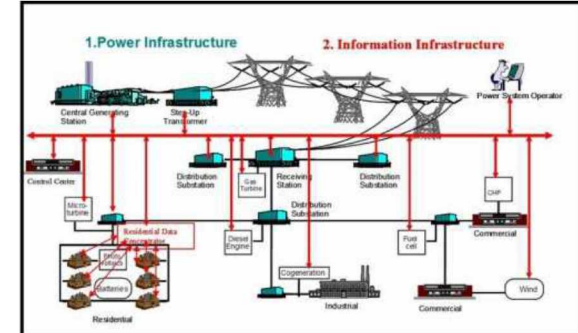 1.Power Infrastructure
2. Information Infrastructure
Central Generating
Station
Step-Up
Transformer
Power System Operator
Control Center
Distribution
Substation
Gas
Turbine
Receiving
Station
Distribution
Substation
CHP
Micro-
turbine
Distribution
Substation
Commercial
Residential Data
Concentrator
Photo
voltaics
Diesel
Engine
Fuel
cell
Cogeneration
Batteries
Wind
Residential
Industrial
Commercial